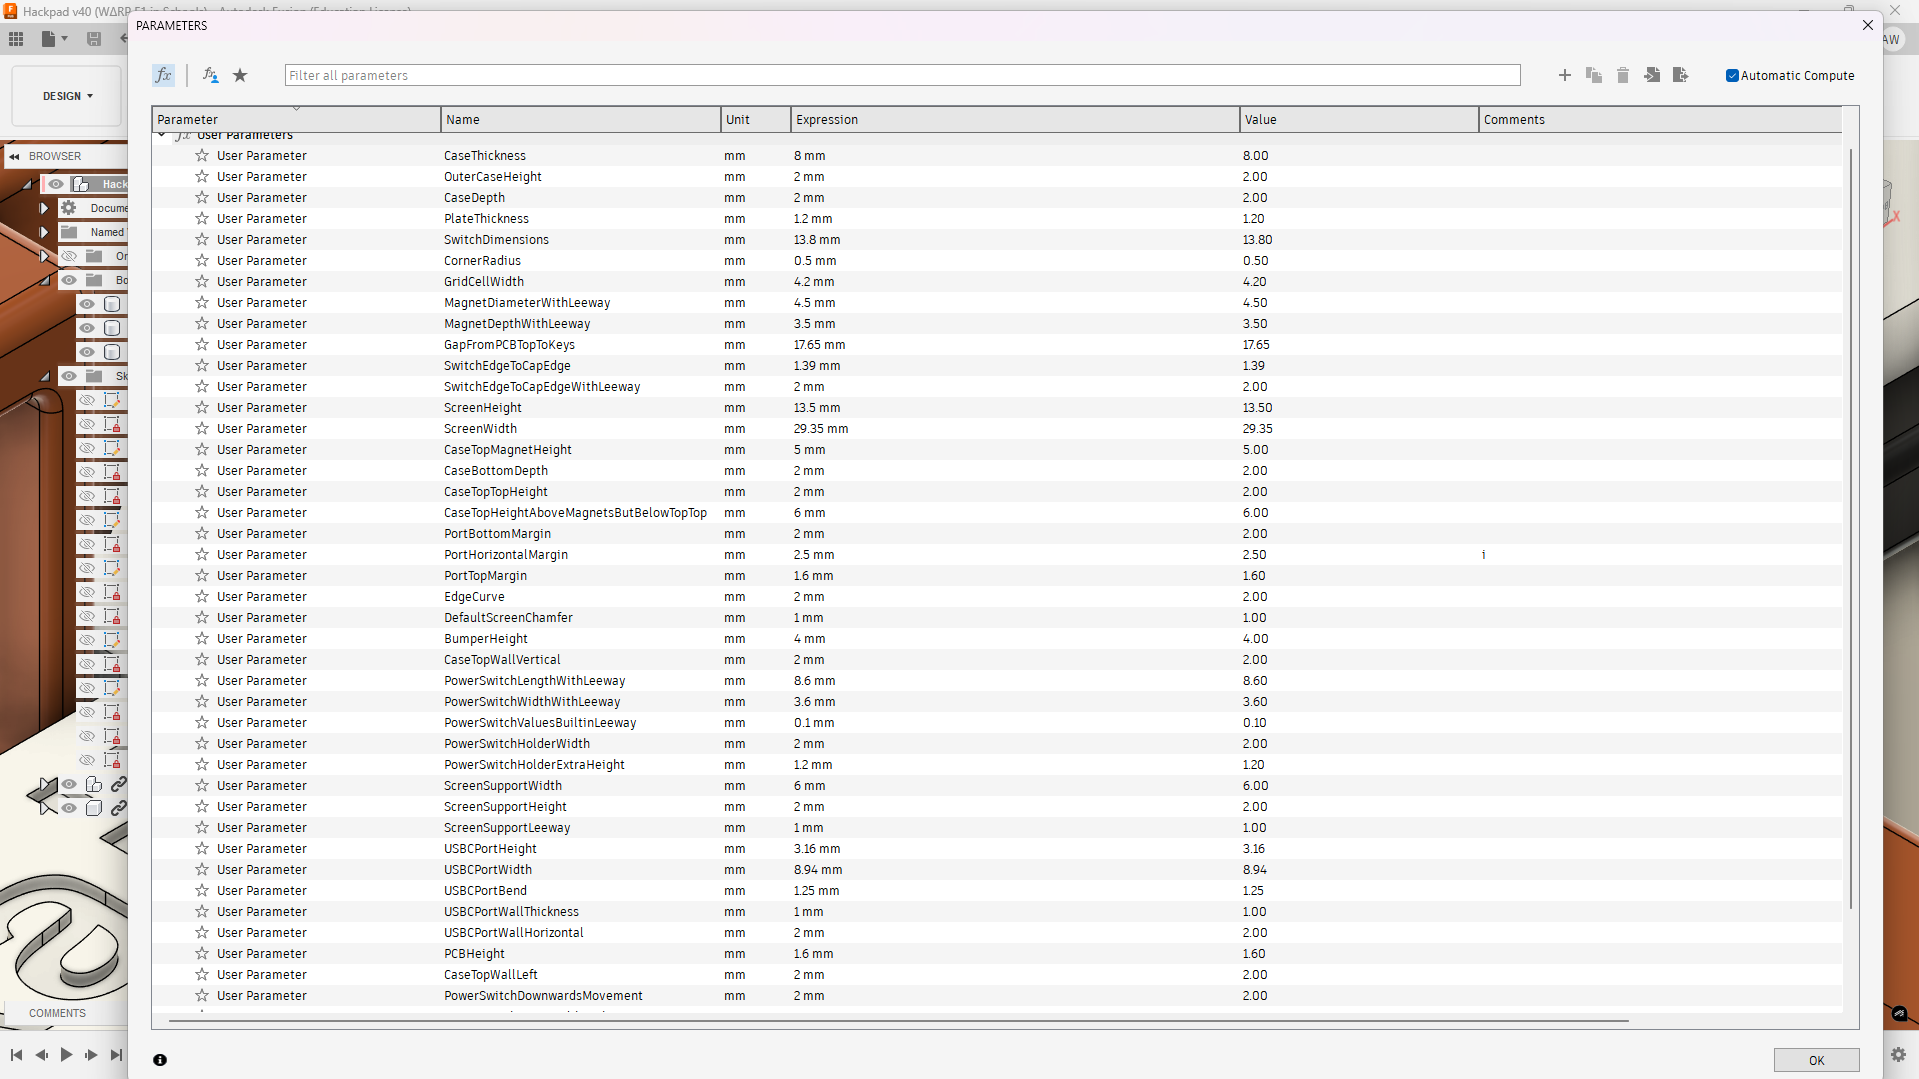 Hackpad v40 (WΔRP F1 in Schools) - Autodesk Fusion (Education License)
PARAMETERS
AW
fx
Filter all parameters
Automatic Compute
DESIGN
Parameter Name Unit Expression Value Comments
fx User Parameters
BROWSER
User Parameter CaseThickness mm 8 mm 8.00
User Parameter OuterCaseHeight mm 2 mm 2.00
Hack
User Parameter CaseDepth mm 2 mm 2.00
Docume
User Parameter PlateThickness mm 1.2 mm 1.20
Named
User Parameter SwitchDimensions mm 13.8 mm 13.80
Or
User Parameter CornerRadius mm 0.5 mm 0.50
Bo
User Parameter GridCellWidth mm 4.2 mm 4.20
User Parameter MagnetDiameterWithLeeway mm 4.5 mm 4.50
User Parameter MagnetDepthWithLeeway mm 3.5 mm 3.50
User Parameter GapFromPCBTopToKeys mm 17.65 mm 17.65
User Parameter SwitchEdgeToCapEdge mm 1.39 mm 1.39
Sk
User Parameter SwitchEdgeToCapEdgeWithLeeway mm 2 mm 2.00
User Parameter ScreenHeight mm 13.5 mm 13.50
User Parameter ScreenWidth mm 29.35 mm 29.35
User Parameter CaseTopMagnetHeight mm 5 mm 5.00
User Parameter CaseBottomDepth mm 2 mm 2.00
User Parameter CaseTopTopHeight mm 2 mm 2.00
User Parameter CaseTopHeightAboveMagnetsButBelowTopTop mm 6 mm 6.00
User Parameter PortBottomMargin mm 2 mm 2.00
User Parameter PortHorizontalMargin mm 2.5 mm 2.50 i
User Parameter PortTopMargin mm 1.6 mm 1.60
User Parameter EdgeCurve mm 2 mm 2.00
User Parameter DefaultScreenChamfer mm 1 mm 1.00
User Parameter BumperHeight mm 4 mm 4.00
User Parameter CaseTopWallVertical mm 2 mm 2.00
User Parameter PowerSwitchLengthWithLeeway mm 8.6 mm 8.60
User Parameter PowerSwitchWidthWithLeeway mm 3.6 mm 3.60
User Parameter PowerSwitchValuesBuiltinLeeway mm 0.1 mm 0.10
User Parameter PowerSwitchHolderWidth mm 2 mm 2.00
User Parameter PowerSwitchHolderExtraHeight mm 1.2 mm 1.20
User Parameter ScreenSupportWidth mm 6 mm 6.00
User Parameter ScreenSupportHeight mm 2 mm 2.00
User Parameter ScreenSupportLeeway mm 1 mm 1.00
User Parameter USBCPortHeight mm 3.16 mm 3.16
User Parameter USBCPortWidth mm 8.94 mm 8.94
User Parameter USBCPortBend mm 1.25 mm 1.25
User Parameter USBCPortWallThickness mm 1 mm 1.00
User Parameter USBCPortWallHorizontal mm 2 mm 2.00
User Parameter PCBHeight mm 1.6 mm 1.60
User Parameter CaseTopWallLeft mm 2 mm 2.00
User Parameter PowerSwitchDownwardsMovement mm 2 mm 2.00
COMMENTS
OK
X